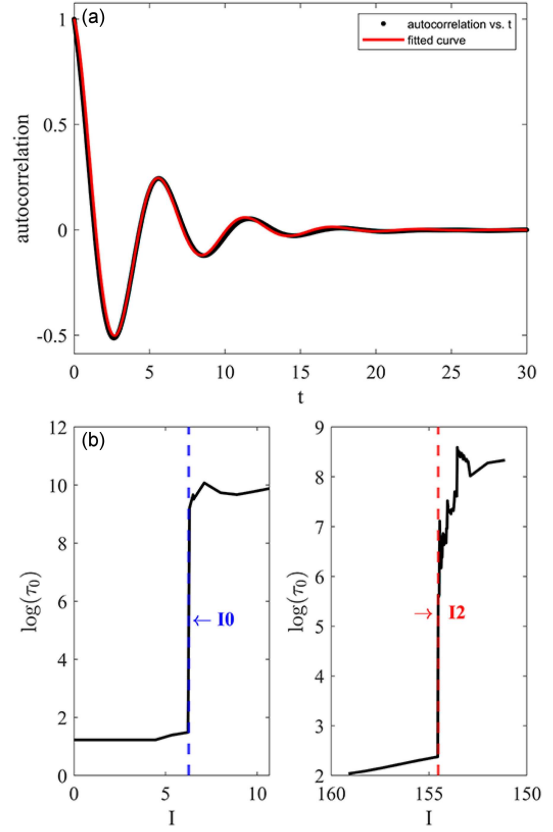 (a)
autocorrelation vs. t
fitted curve
1
0.5
0
-0.5
autocorrelation
0 5 10 15 20 25 30
t
(b)
12
10
8
6
4
2
0
log(τ₀)
← I0
0 5 10
I
9
8
7
6
5
4
3
2
log(τ₀)
→ I2
160 155 150
I